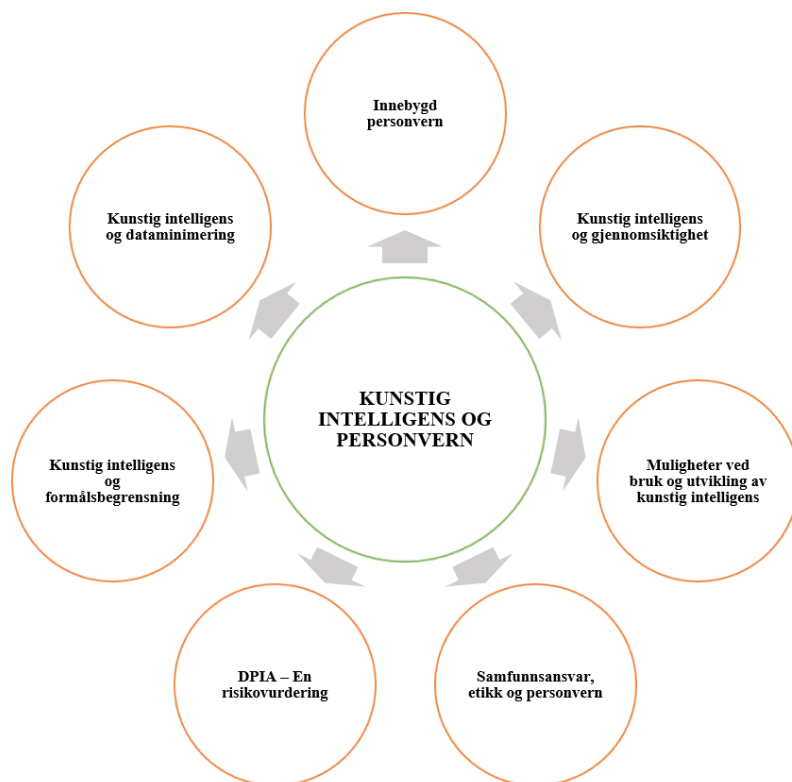 Innebygd
personvern
Kunstig intelligens
og gjennomsiktighet
Muligheter ved
bruk og utvikling av
kunstig intelligens
Samfunnsansvar,
etikk og personvern
DPIA – En
risikovurdering
Kunstig intelligens
og
formålsbegrensning
Kunstig intelligens
og dataminimering
KUNSTIG
INTELLIGENS OG
PERSONVERN